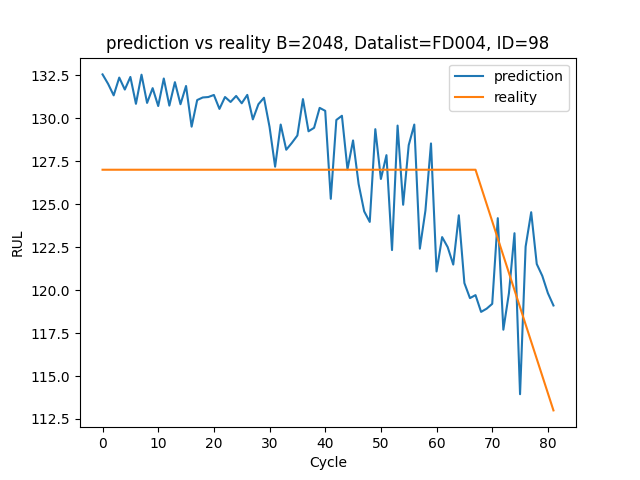 prediction vs reality B=2048, Datalist=FD004, ID=98
prediction
reality
132.5
130.0
127.5
125.0
122.5
120.0
117.5
115.0
112.5
RUL
0 10 20 30 40 50 60 70 80
Cycle